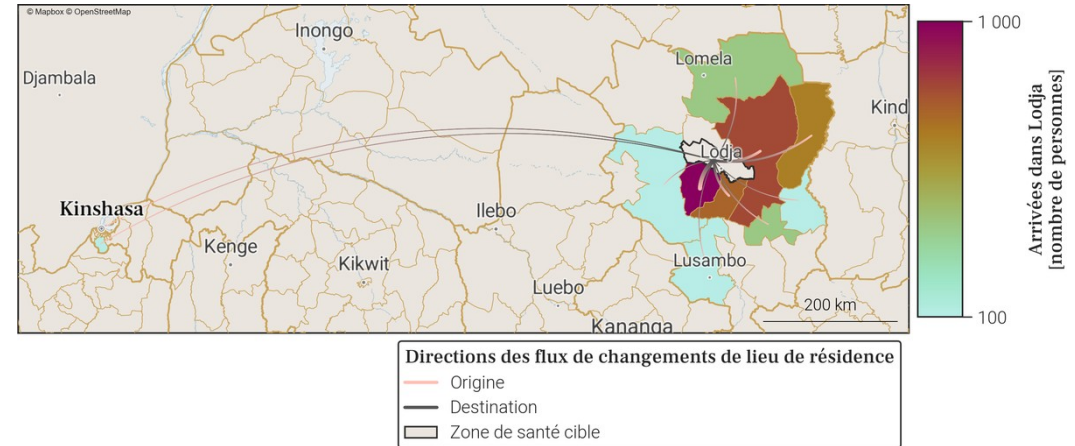 © Mapbox © OpenStreetMap
Inongo
Djambala
Lomela
Kind
Lodja
Kinshasa
Ilebo
Kenge
Kikwit
Lusambo
Luebo
200 km
Kananga
1 000
100
Arrivées dans Lodja
[nombre de personnes]
Directions des flux de changements de lieu de résidence
Origine
Destination
Zone de santé cible